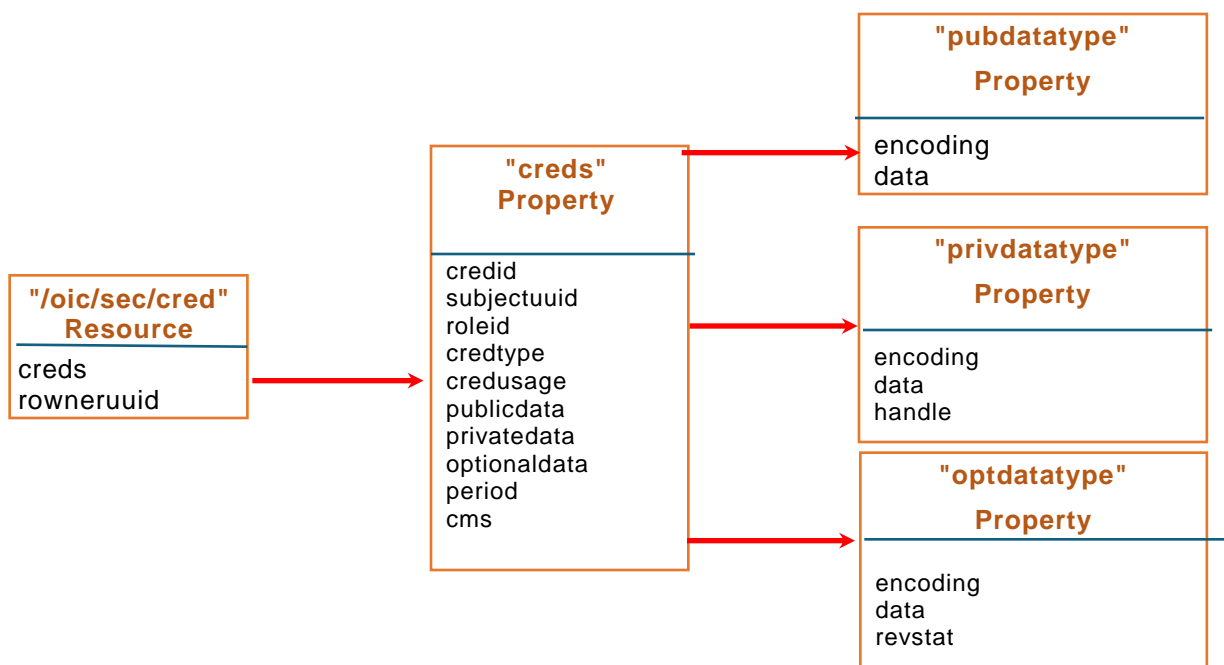 "/oic/sec/cred"
Resource
creds
rowneruuid
"creds"
Property
credid
subjectuuid
roleid
credtype
credusage
publicdata
privatedata
optionaldata
period
cms
"pubdatatype"
Property
encoding
data
"privdatatype"
Property
encoding
data
handle
"optdatatype"
Property
encoding
data
revstat